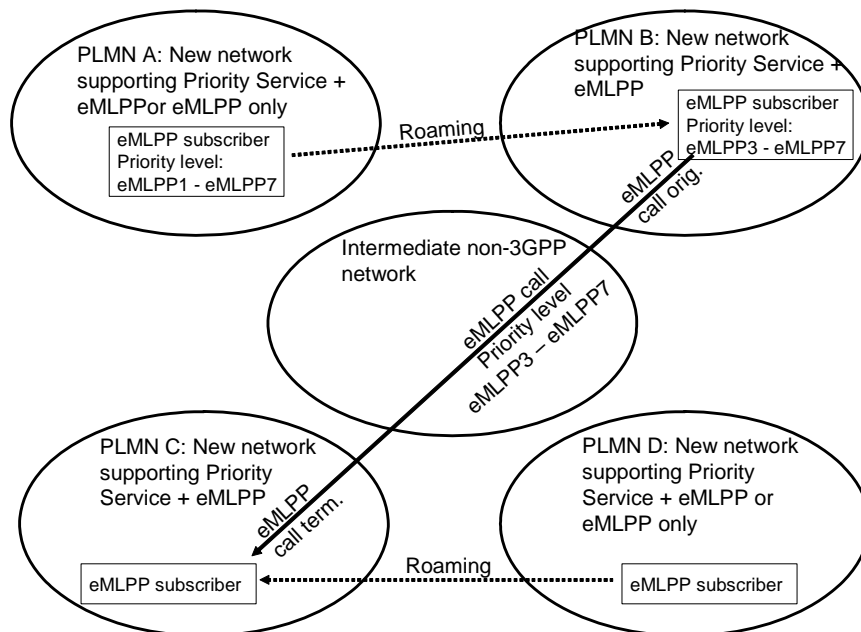 PLMN A: New network
supporting Priority Service +
eMLPPor eMLPP only
eMLPP subscriber
Priority level:
eMLPP1 - eMLPP7
Roaming
PLMN B: New network
supporting Priority Service +
eMLPP
eMLPP subscriber
Priority level:
eMLPP3 - eMLPP7
eMLPP
call orig.
Intermediate non-3GPP
network
eMLPP call
Priority level
eMLPP3 – eMLPP7
PLMN C: New network
supporting Priority
Service + eMLPP
eMLPP
call term.
eMLPP subscriber
Roaming
PLMN D: New network
supporting Priority
Service + eMLPP or
eMLPP only
eMLPP subscriber